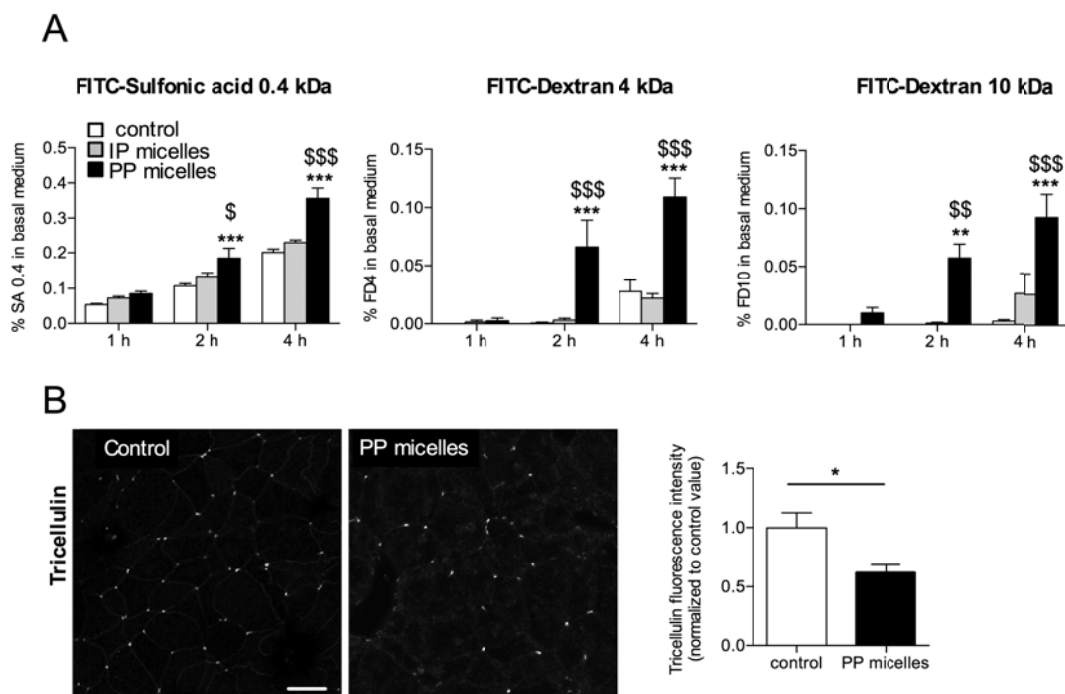 A
FITC-Sulfonic acid 0.4 kDa
control
IP micelles
PP micelles
% SA 0.4 in basal medium
0.5
0.4
0.3
0.2
0.1
0.0
$
***
$$$
***
1 h
2 h
4 h
FITC-Dextran 4 kDa
% FD4 in basal medium
0.15
0.10
0.05
0.00
$$$
***
$$$
***
1 h
2 h
4 h
FITC-Dextran 10 kDa
% FD10 in basal medium
0.15
0.10
0.05
0.00
$$
**
$$$
***
1 h
2 h
4 h
B
Tricellulin
Control
PP micelles
Tricellulin fluorescence intensity
(normalized to control value)
1.5
1.0
0.5
0.0
*
control
PP micelles